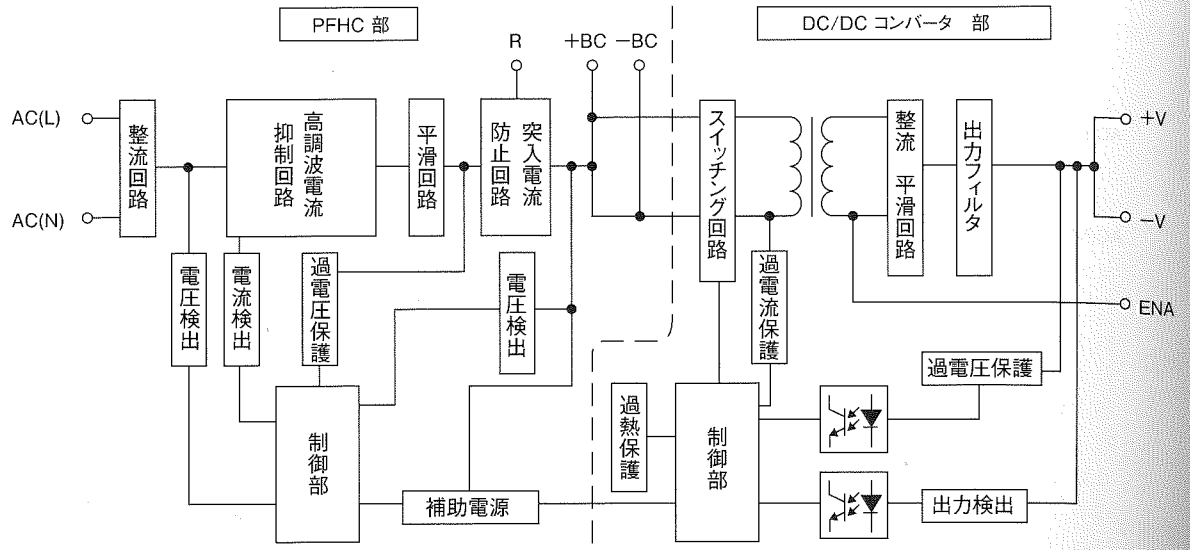 PFHC 部
DC/DC コンバータ 部
R
+BC
−BC
AC(L)
AC(N)
整流回路
高調波電流
抑制回路
平滑回路
突入電流
防止回路
スイッチング回路
整流 平滑回路
出力フィルタ
+V
−V
ENA
電圧検出
電流検出
過電圧保護
電圧検出
過電流保護
過電圧保護
制御部
過熱保護
制御部
補助電源
出力検出